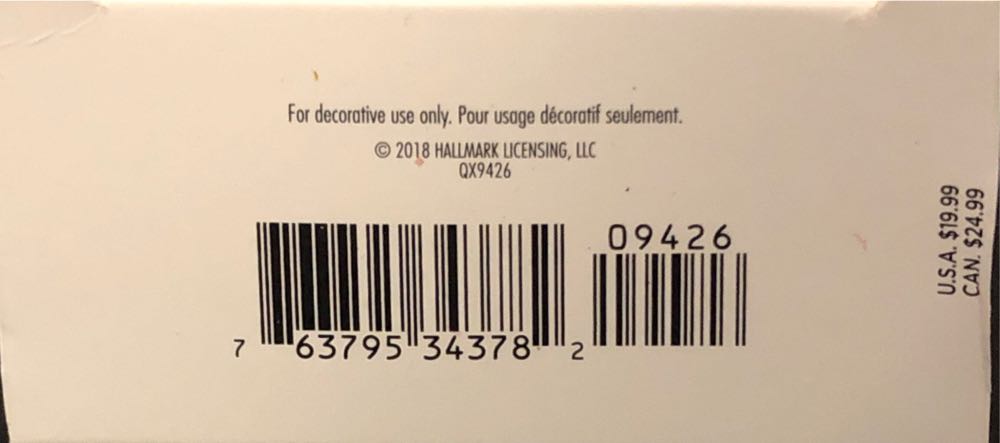 For decorative use only. Pour usage décoratif seulement.
© 2018 HALLMARK LICENSING, LLC
QX9426
09426
7 63795 34378 2
U.S.A. $19.99
CAN. $24.99